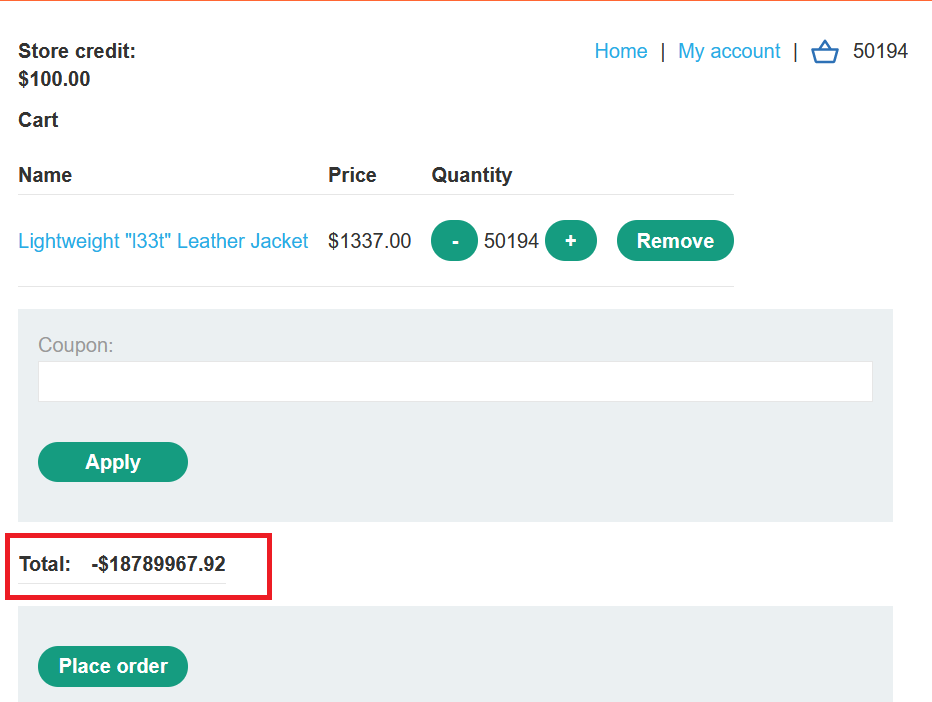 Store credit:
$100.00
Home | My account | 50194
Cart
Name Price Quantity
Lightweight "l33t" Leather Jacket $1337.00 - 50194 + Remove
Coupon:
Apply
Total: -$18789967.92
Place order